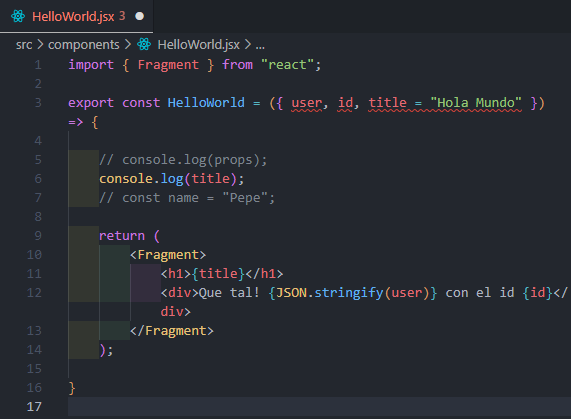 HelloWorld.jsx 3
src > components > HelloWorld.jsx > ...
1 import { Fragment } from "react";
2
3 export const HelloWorld = ({ user, id, title = "Hola Mundo" })
=> {
4
5 // console.log(props);
6 console.log(title);
7 // const name = "Pepe";
8
9 return (
10 <Fragment>
11 <h1>{title}</h1>
12 <div>Que tal! {JSON.stringify(user)} con el id {id}</
div>
13 </Fragment>
14 );
15
16 }
17